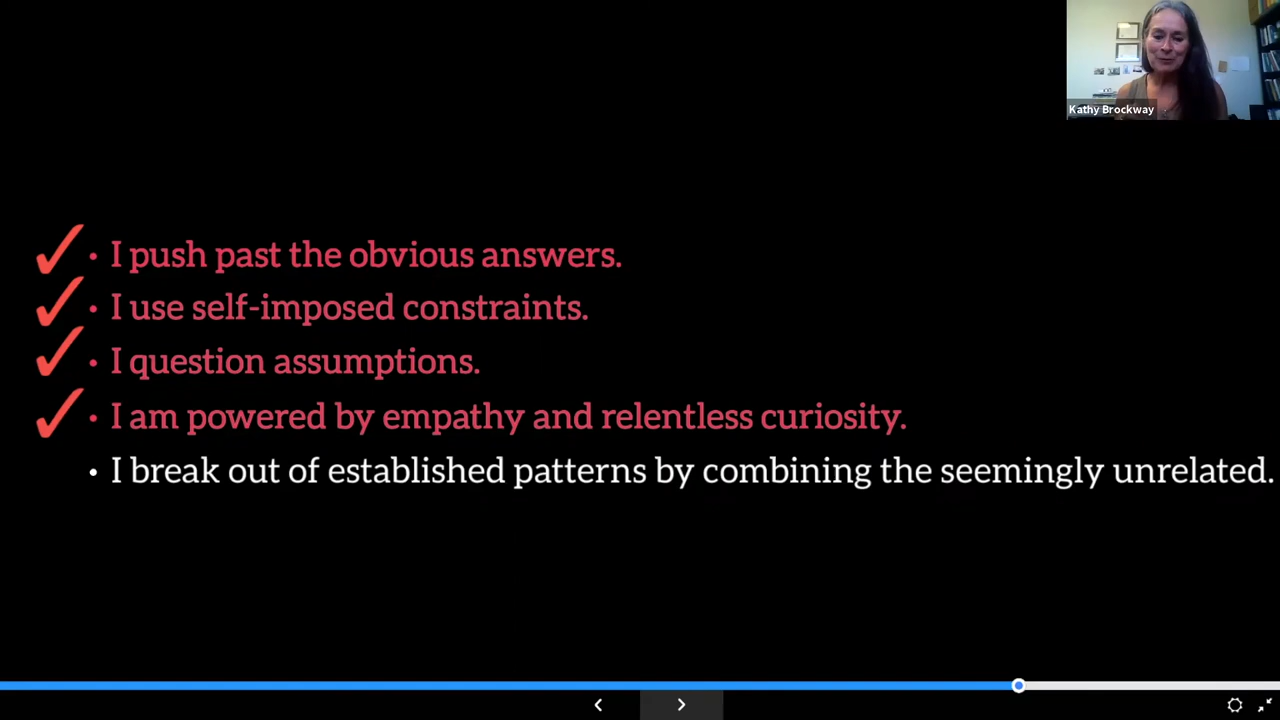 Kathy Brockway
✓ • I push past the obvious answers.
✓ • I use self-imposed constraints.
✓ • I question assumptions.
✓ • I am powered by empathy and relentless curiosity.
• I break out of established patterns by combining the seemingly unrelated.